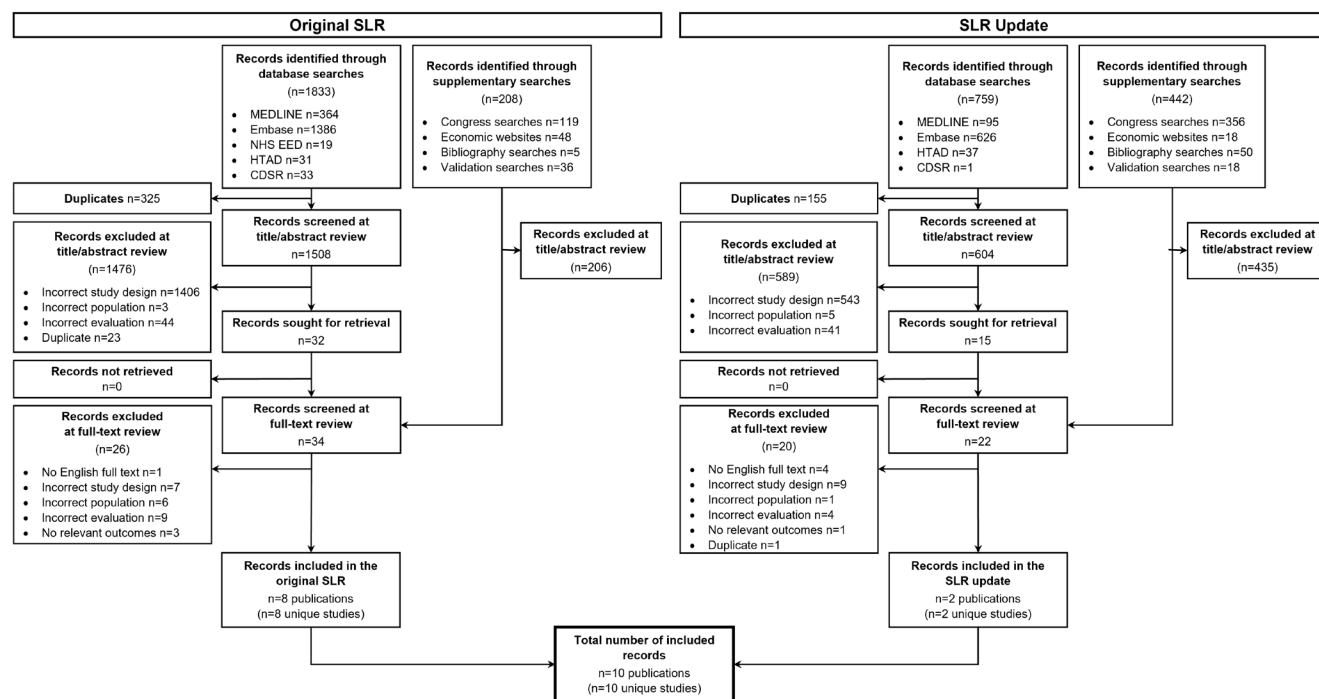 Original SLR
Records identified through
database searches
(n=1833)
• MEDLINE n=364
• Embase n=1386
• NHS EED n=19
• HTAD n=31
• CDSR n=33
Records identified through
supplementary searches
(n=208)
• Congress searches n=119
• Economic websites n=48
• Bibliography searches n=5
• Validation searches n=36
Duplicates n=325
Records screened at
title/abstract review
n=1508
Records excluded at
title/abstract review
(n=1476)
• Incorrect study design n=1406
• Incorrect population n=3
• Incorrect evaluation n=44
• Duplicate n=23
Records excluded at
title/abstract review
(n=206)
Records sought for retrieval
n=32
Records not retrieved
n=0
Records screened at
full-text review
n=34
Records excluded
at full-text review
(n=26)
• No English full text n=1
• Incorrect study design n=7
• Incorrect population n=6
• Incorrect evaluation n=9
• No relevant outcomes n=3
Records included in the
original SLR
n=8 publications
(n=8 unique studies)
SLR Update
Records identified through
database searches
(n=759)
• MEDLINE n=95
• Embase n=626
• HTAD n=37
• CDSR n=1
Records identified through
supplementary searches
(n=442)
• Congress searches n=356
• Economic websites n=18
• Bibliography searches n=50
• Validation searches n=18
Duplicates n=155
Records screened at
title/abstract review
n=604
Records excluded at
title/abstract review
(n=589)
• Incorrect study design n=543
• Incorrect population n=5
• Incorrect evaluation n=41
Records excluded at
title/abstract review
(n=435)
Records sought for retrieval
n=15
Records not retrieved
n=0
Records screened at
full-text review
n=22
Records excluded
at full-text review
(n=20)
• No English full text n=4
• Incorrect study design n=9
• Incorrect population n=1
• Incorrect evaluation n=4
• No relevant outcomes n=1
• Duplicate n=1
Records included in the
SLR update
n=2 publications
(n=2 unique studies)
Total number of included
records
n=10 publications
(n=10 unique studies)